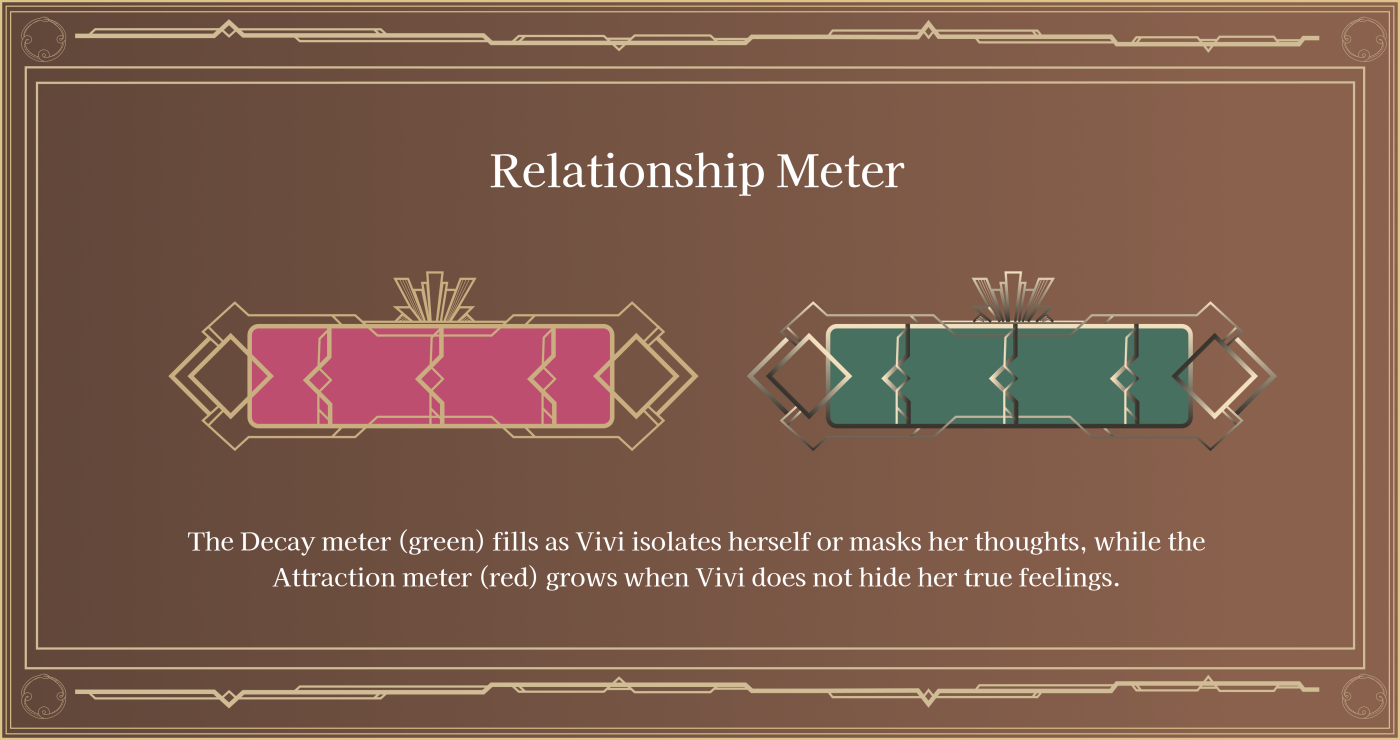 Relationship Meter
The Decay meter (green) fills as Vivi isolates herself or masks her thoughts, while the
Attraction meter (red) grows when Vivi does not hide her true feelings.